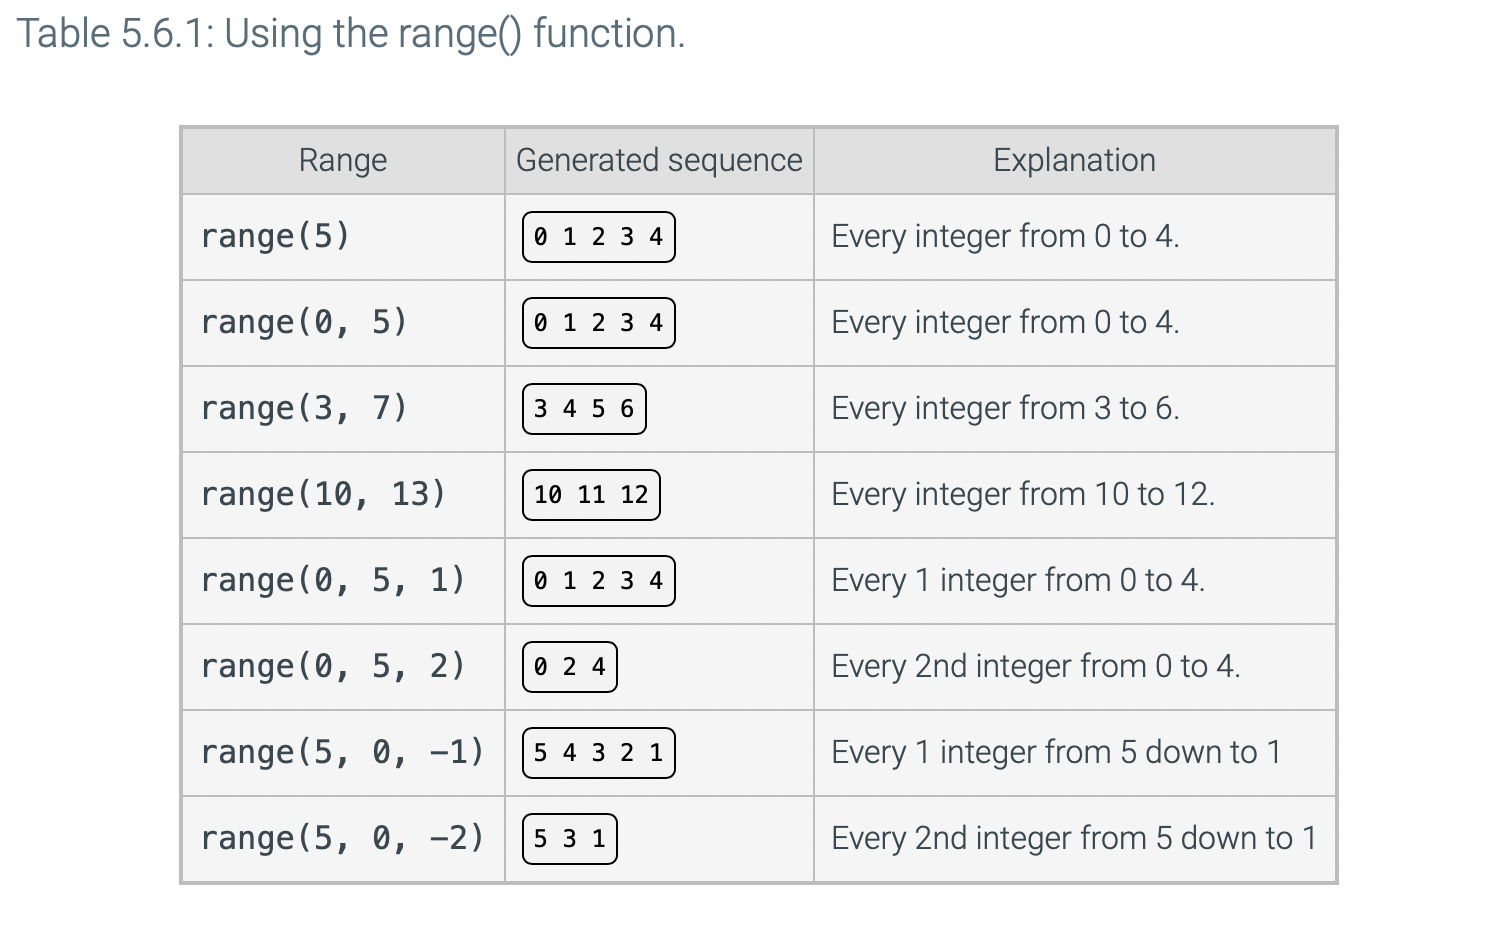 Table 5.6.1: Using the range() function.
Range Generated sequence Explanation
range(5) 0 1 2 3 4 Every integer from 0 to 4.
range(0, 5) 0 1 2 3 4 Every integer from 0 to 4.
range(3, 7) 3 4 5 6 Every integer from 3 to 6.
range(10, 13) 10 11 12 Every integer from 10 to 12.
range(0, 5, 1) 0 1 2 3 4 Every 1 integer from 0 to 4.
range(0, 5, 2) 0 2 4 Every 2nd integer from 0 to 4.
range(5, 0, -1) 5 4 3 2 1 Every 1 integer from 5 down to 1
range(5, 0, -2) 5 3 1 Every 2nd integer from 5 down to 1